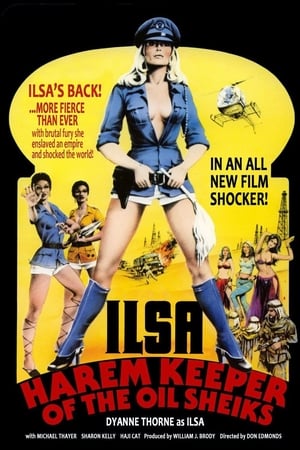 ILSA'S BACK!
...MORE FIERCE
THAN EVER
with brutal fury she
enslaved an empire
and shocked the world!
IN AN ALL
NEW FILM
SHOCKER!
ILSA
HAREM KEEPER
OF THE OIL SHEIKS
DYANNE THORNE as ILSA
with MICHAEL THAYER SHARON KELLY HAJI CAT Produced by WILLIAM J. BRODY Directed by DON EDMONDS